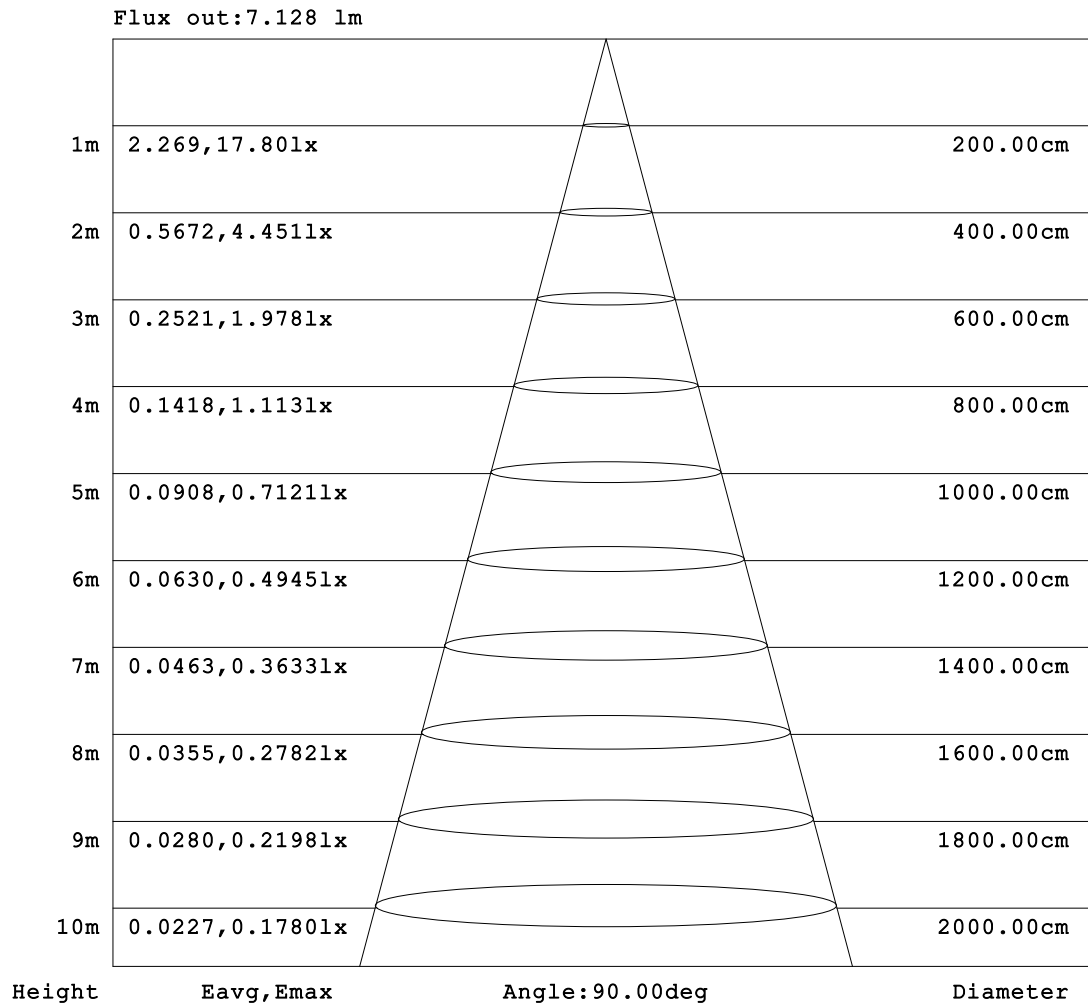 Flux out:7.128 lm
1m 2.269,17.80lx 200.00cm
2m 0.5672,4.451lx 400.00cm
3m 0.2521,1.978lx 600.00cm
4m 0.1418,1.113lx 800.00cm
5m 0.0908,0.7121lx 1000.00cm
6m 0.0630,0.4945lx 1200.00cm
7m 0.0463,0.3633lx 1400.00cm
8m 0.0355,0.2782lx 1600.00cm
9m 0.0280,0.2198lx 1800.00cm
10m 0.0227,0.1780lx 2000.00cm
Height Eavg,Emax Angle:90.00deg Diameter